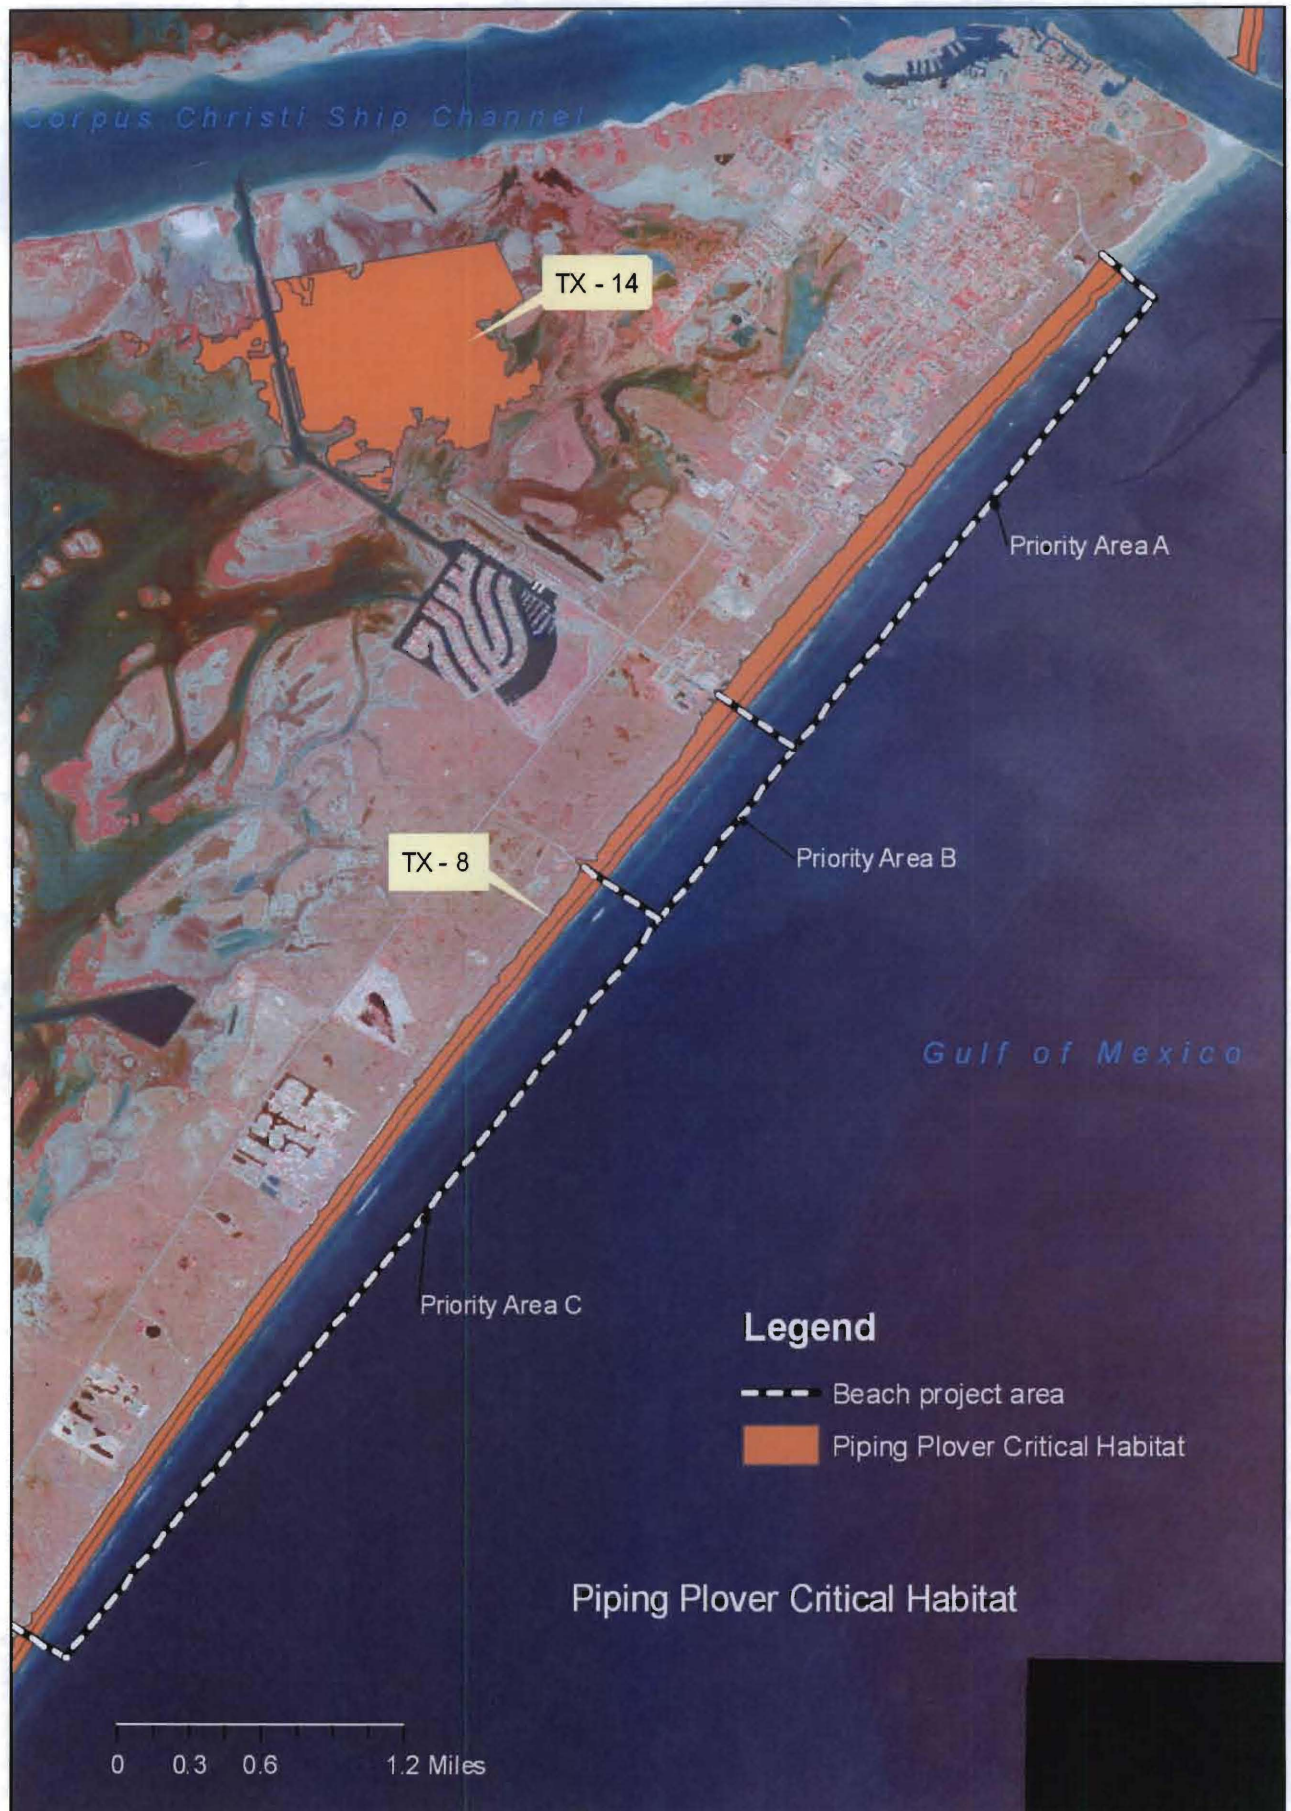 Corpus Christi Ship Channel
TX - 14
Priority Area A
Priority Area B
TX - 8
Gulf of Mexico
Priority Area C
Legend
Beach project area
Piping Plover Critical Habitat
Piping Plover Critical Habitat
0 0.3 0.6 1.2 Miles